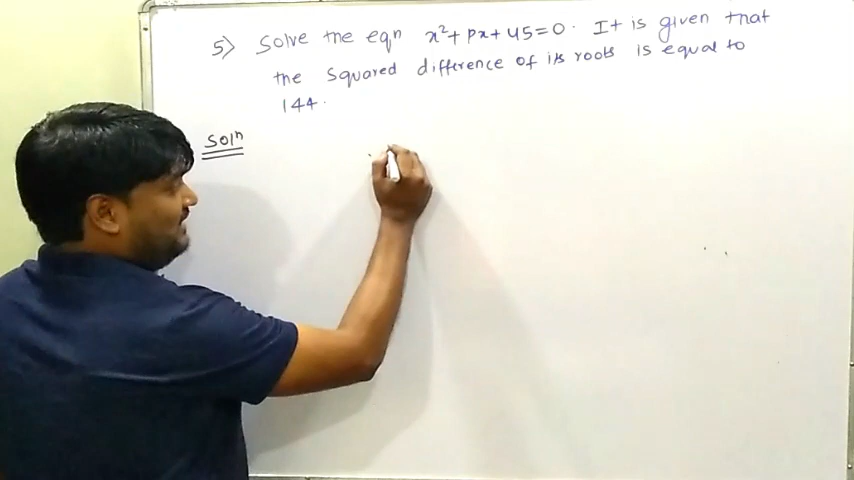 5) Solve the eqn x²+px+45=0. It is given that
the squared difference of its roots is equal to
144.
Solⁿ